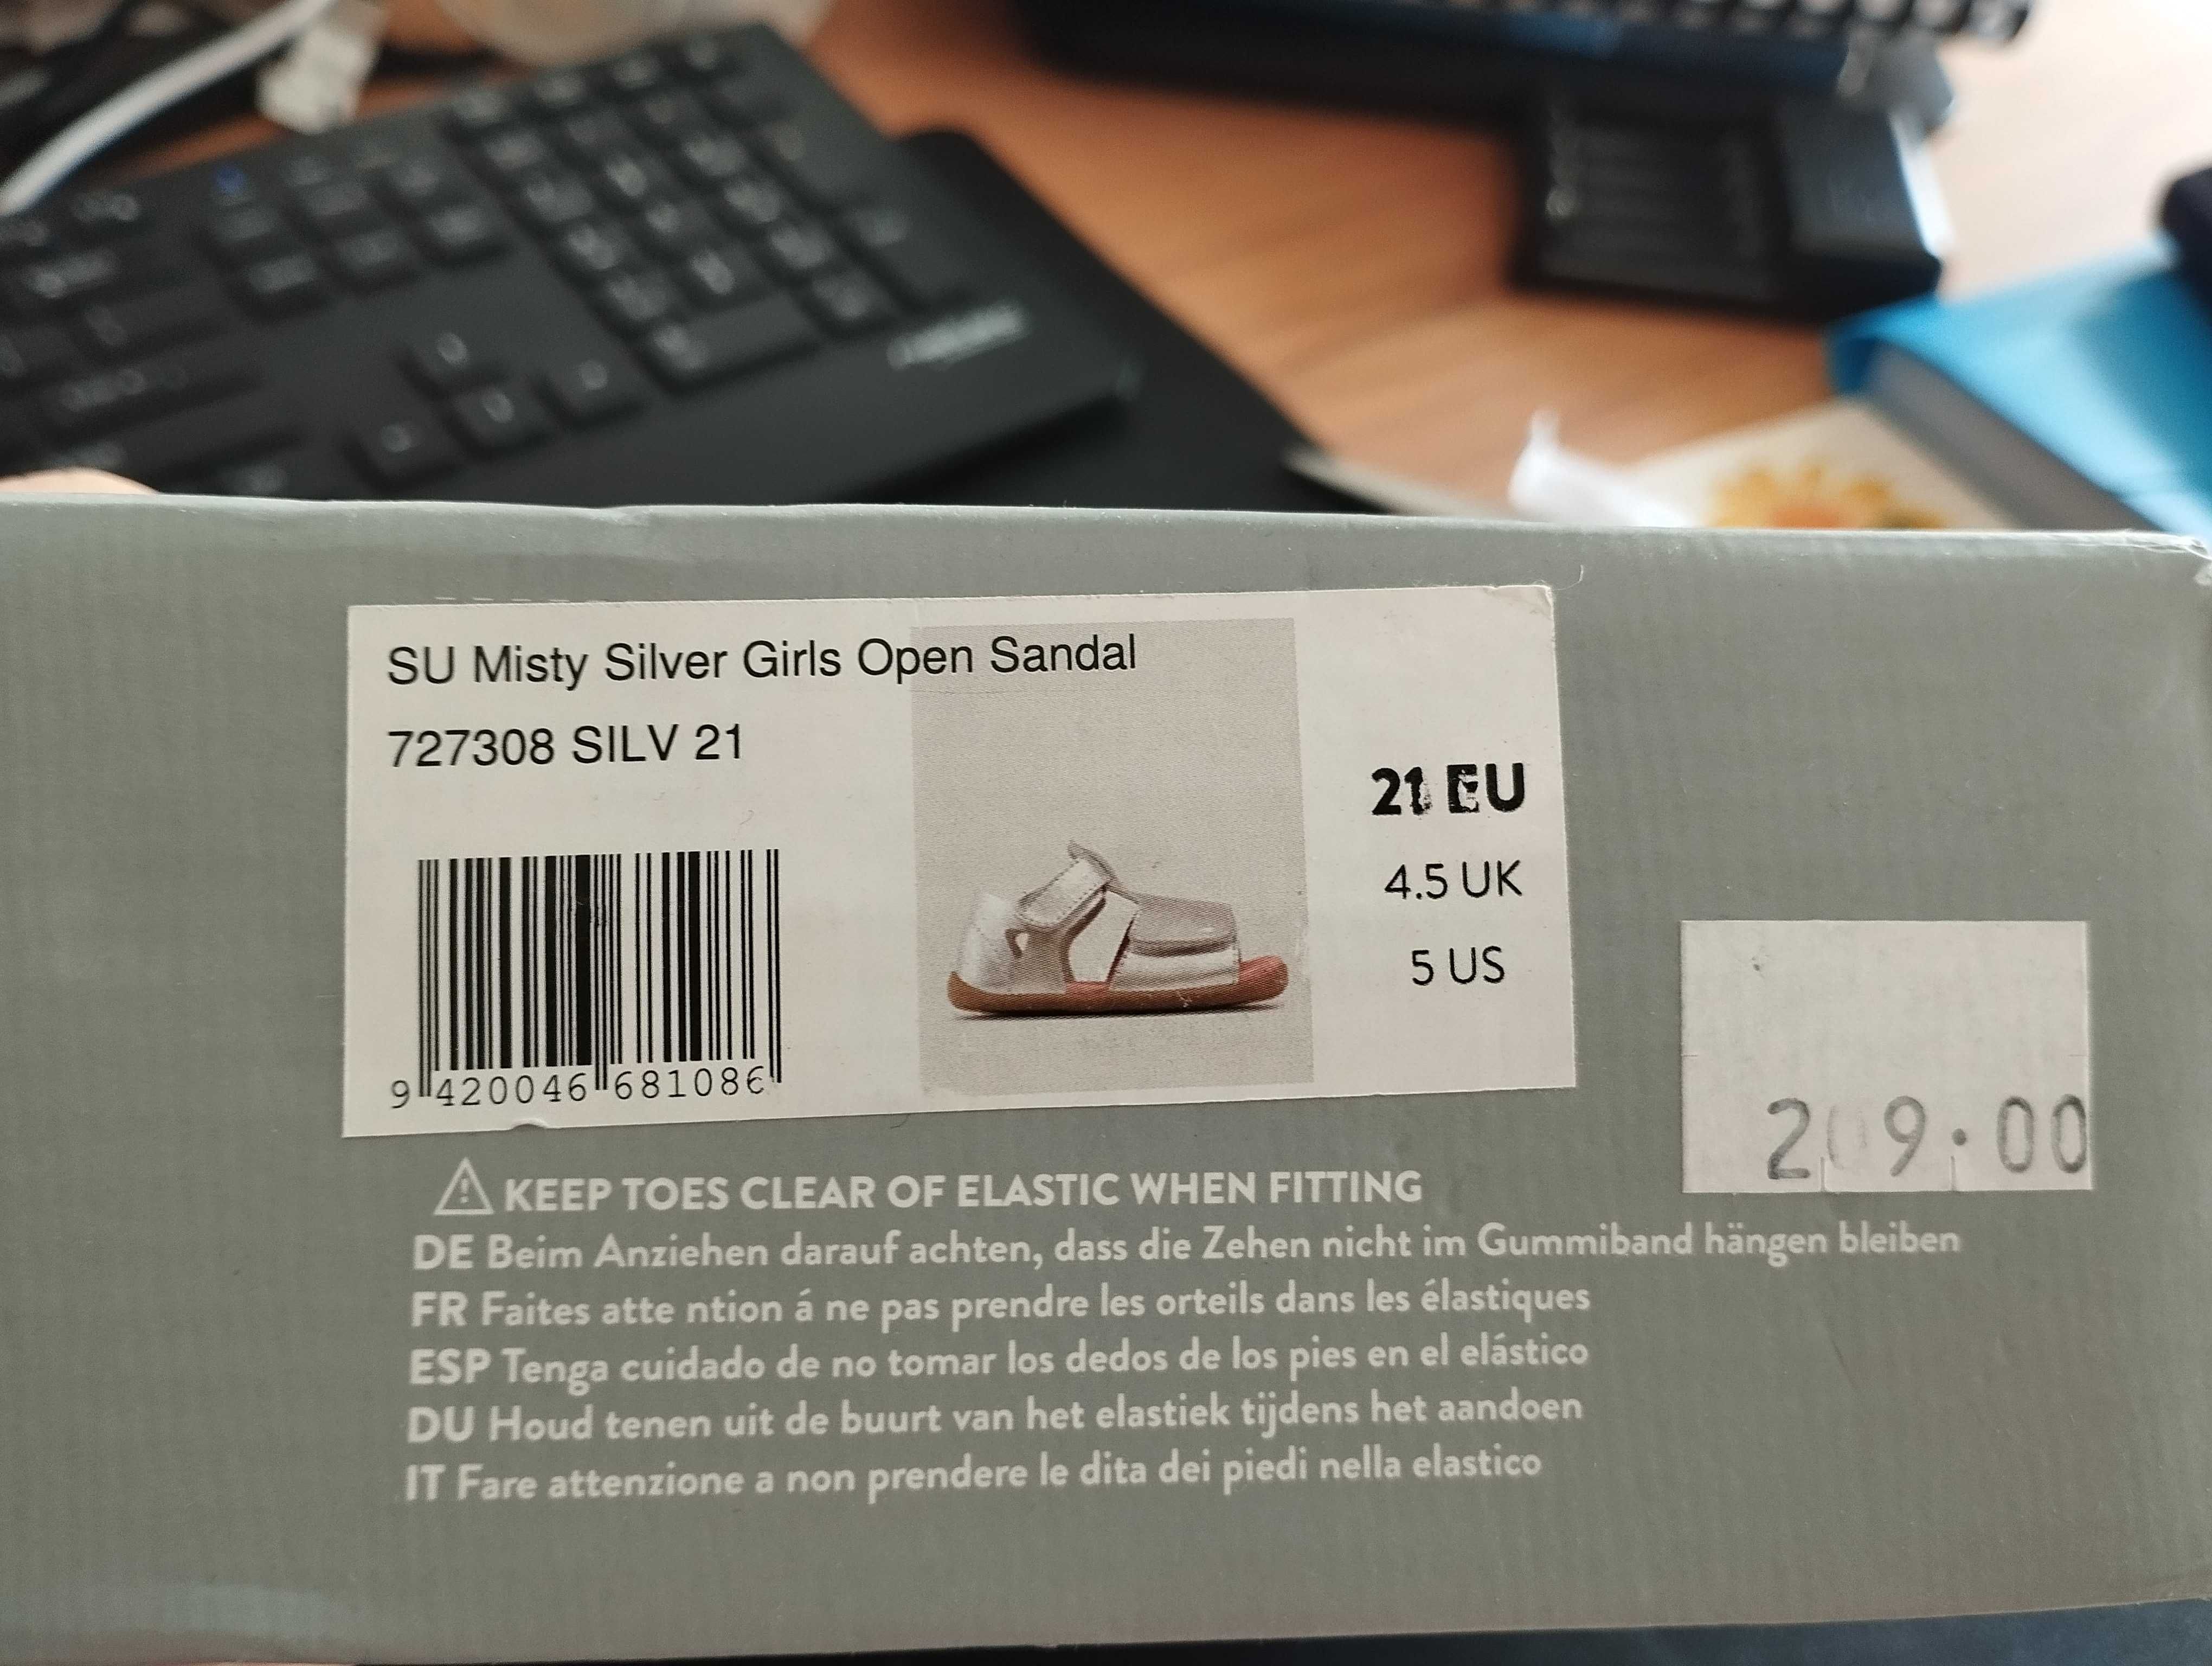 SU Misty Silver Girls Open Sandal
727308 SILV 21
21 EU
4.5 UK
5 US
9 420046 681086
209.00
KEEP TOES CLEAR OF ELASTIC WHEN FITTING
DE Beim Anziehen darauf achten, dass die Zehen nicht im Gummiband hängen bleiben
FR Faites atte ntion á ne pas prendre les orteils dans les élastiques
ESP Tenga cuidado de no tomar los dedos de los pies en el elástico
DU Houd tenen uit de buurt van het elastiek tijdens het aandoen
IT Fare attenzione a non prendere le dita dei piedi nella elastico